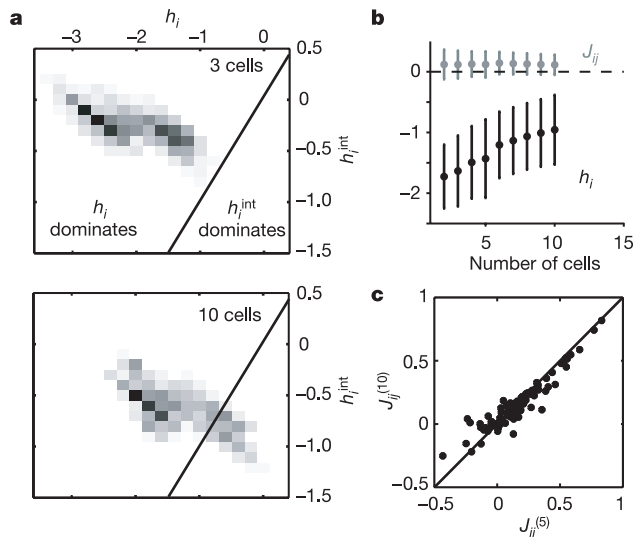 a
h_i
−3 −2 −1 0
3 cells
0.5
0
−0.5
−1.0
−1.5
h_i^int
h_i
dominates
h_i^int
dominates
10 cells
0.5
0
−0.5
−1.0
−1.5
h_i^int
b
J_ij
0
−1
−2
h_i
5 10 15
Number of cells
c
1
0.5
0
−0.5
J_ij^(10)
−0.5 0 0.5 1
J_ij^(5)